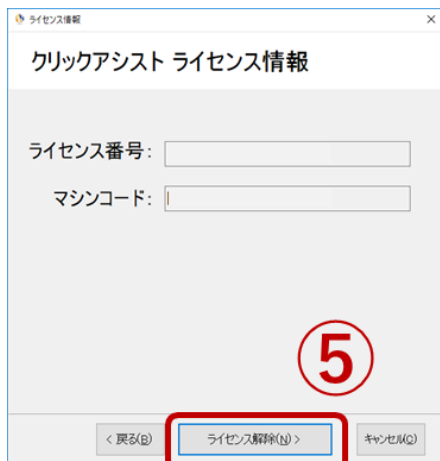 ライセンス情報
クリックアシスト ライセンス情報
ライセンス番号:
マシンコード:
⑤
< 戻る(B)
ライセンス解除(N) >
キャンセル(C)